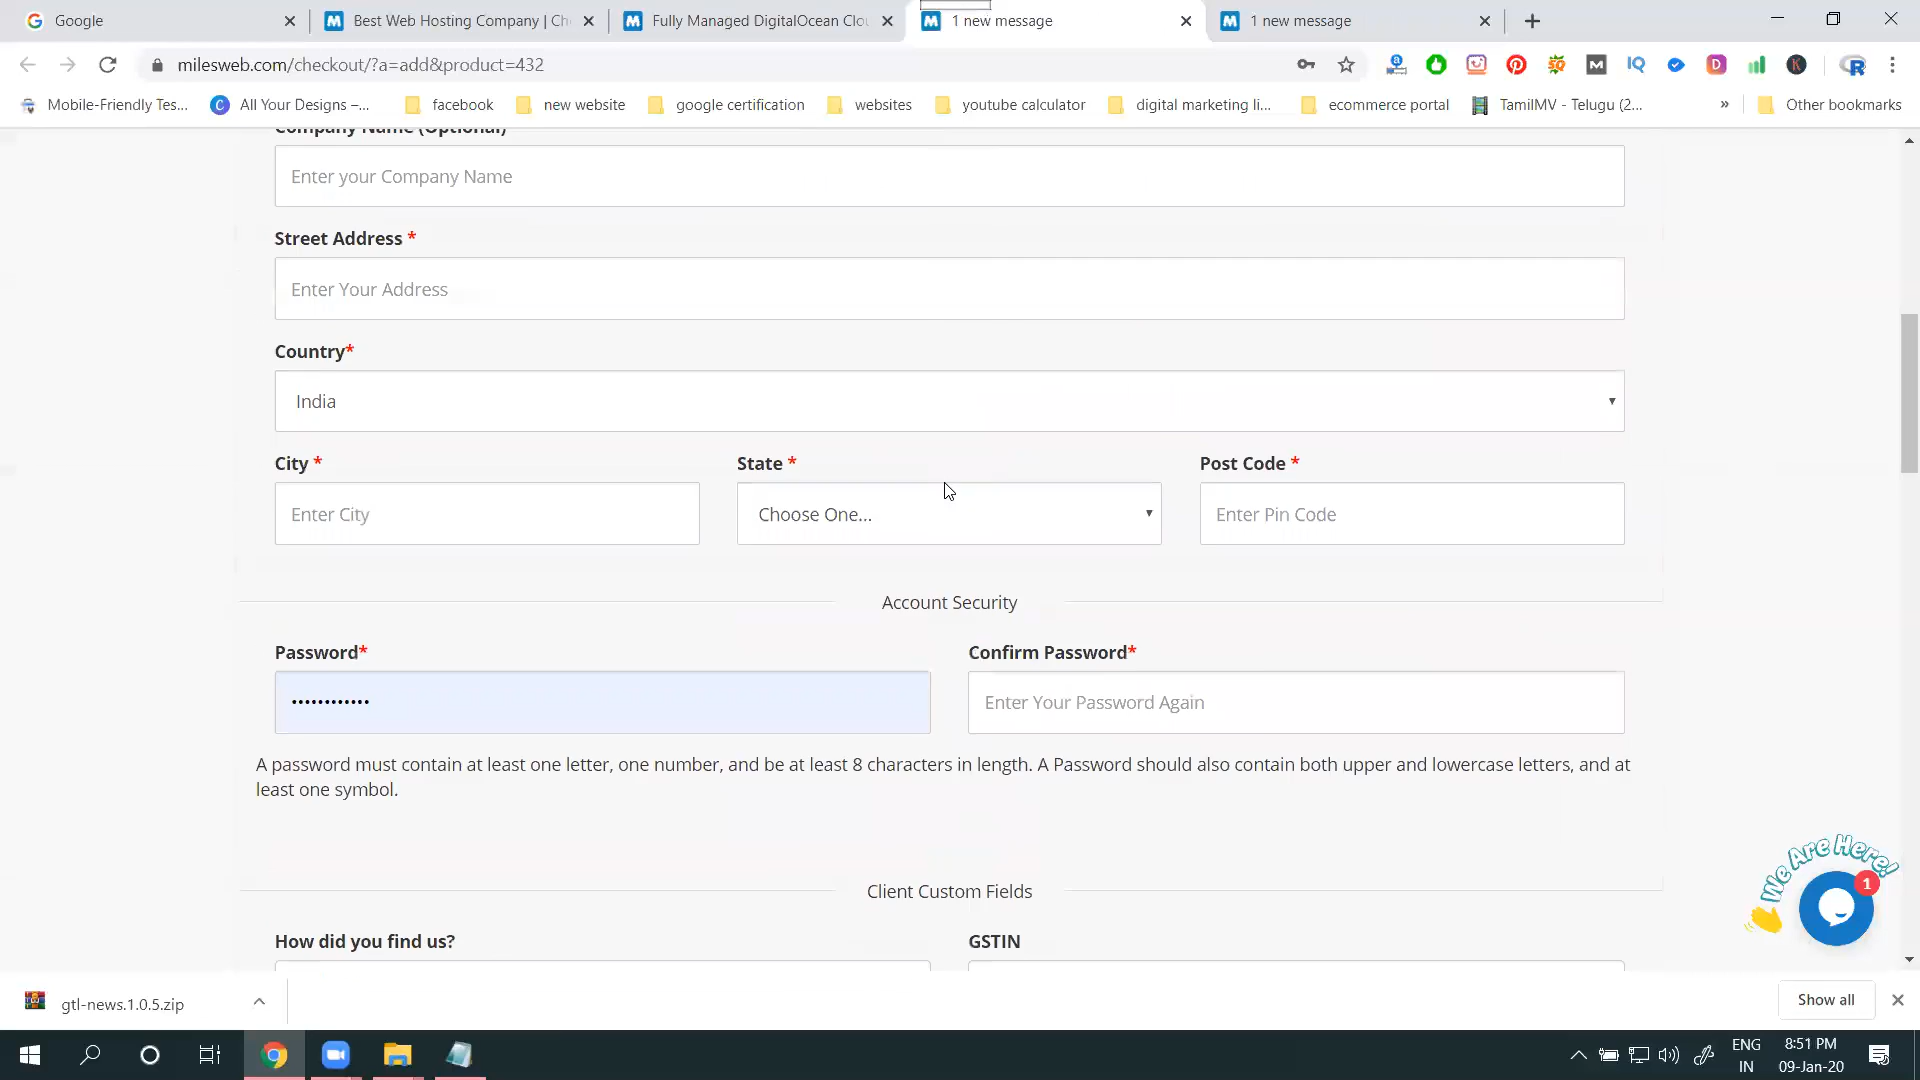 Google
Best Web Hosting Company | Ch
Fully Managed DigitalOcean Clou
1 new message
1 new message
milesweb.com/checkout/?a=add&product=432
Mobile-Friendly Tes...
All Your Designs –...
facebook
new website
google certification
websites
youtube calculator
digital marketing li...
ecommerce portal
TamilMV - Telugu (2...
»
Other bookmarks
Company Name (Optional)
Enter your Company Name
Street Address *
Enter Your Address
Country*
India
City *
State *
Post Code *
Enter City
Choose One...
Enter Pin Code
Account Security
Password*
Confirm Password*
••••••••••••
Enter Your Password Again
A password must contain at least one letter, one number, and be at least 8 characters in length. A Password should also contain both upper and lowercase letters, and at
least one symbol.
We Are Here!
1
Client Custom Fields
How did you find us?
GSTIN
gtl-news.1.0.5.zip
Show all
ENG
IN
8:51 PM
09-Jan-20